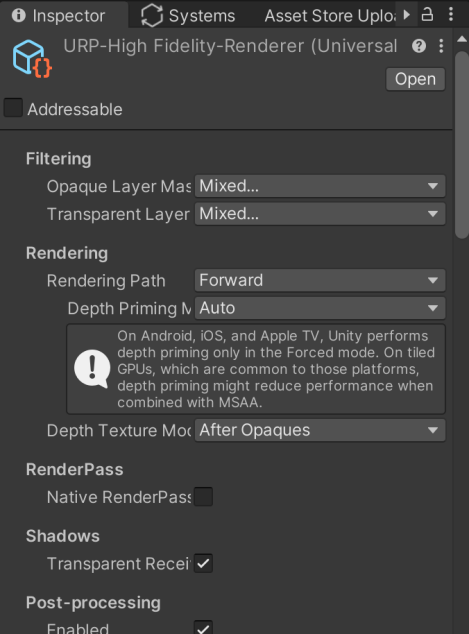 Inspector
Systems
Asset Store Uploa
URP-High Fidelity-Renderer (Universal
Open
Addressable
Filtering
Opaque Layer Mas
Mixed...
Transparent Layer
Mixed...
Rendering
Rendering Path
Forward
Depth Priming M
Auto
On Android, iOS, and Apple TV, Unity performs
depth priming only in the Forced mode. On tiled
GPUs, which are common to those platforms,
depth priming might reduce performance when
combined with MSAA.
Depth Texture Moc
After Opaques
RenderPass
Native RenderPass
Shadows
Transparent Recei
Post-processing
Enabled